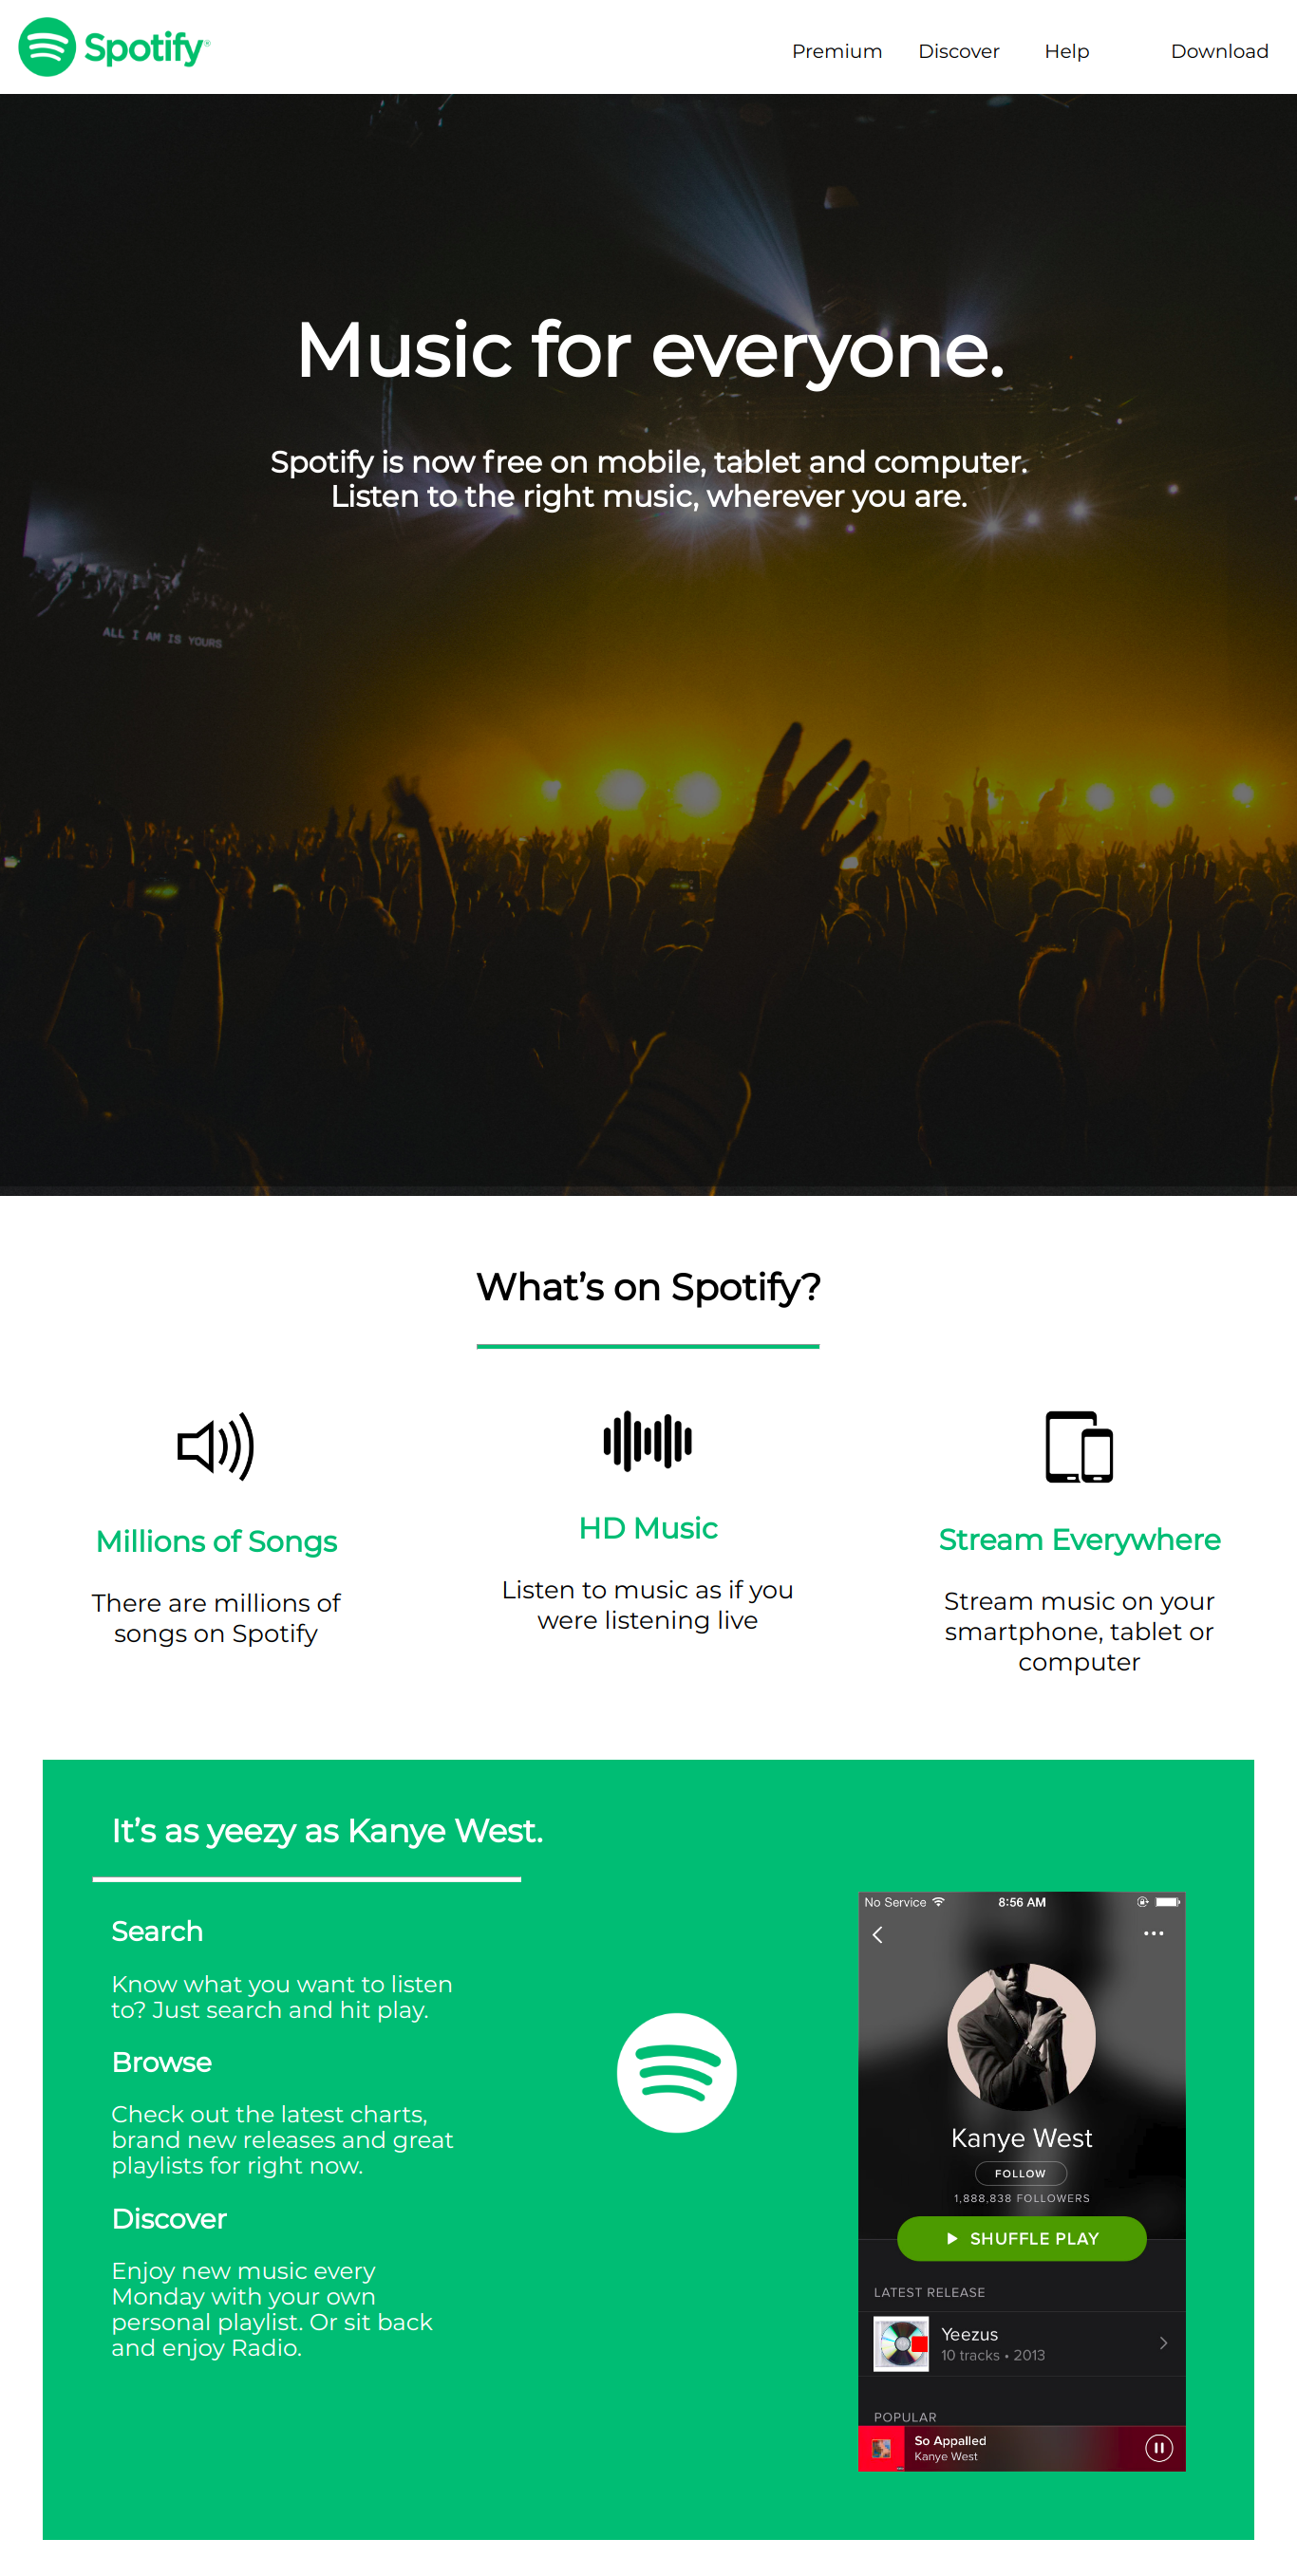 Spotify®
Premium Discover Help Download
Music for everyone.
Spotify is now free on mobile, tablet and computer.
Listen to the right music, wherever you are.
ALL I AM IS YOURS
What’s on Spotify?
Millions of Songs
There are millions of
songs on Spotify
HD Music
Listen to music as if you
were listening live
Stream Everywhere
Stream music on your
smartphone, tablet or
computer
It’s as yeezy as Kanye West.
Search
Know what you want to listen
to? Just search and hit play.
Browse
Check out the latest charts,
brand new releases and great
playlists for right now.
Discover
Enjoy new music every
Monday with your own
personal playlist. Or sit back
and enjoy Radio.
No Service 8:56 AM
Kanye West
FOLLOW
1,888,838 FOLLOWERS
SHUFFLE PLAY
LATEST RELEASE
Yeezus
10 tracks • 2013
POPULAR
So Appalled
Kanye West